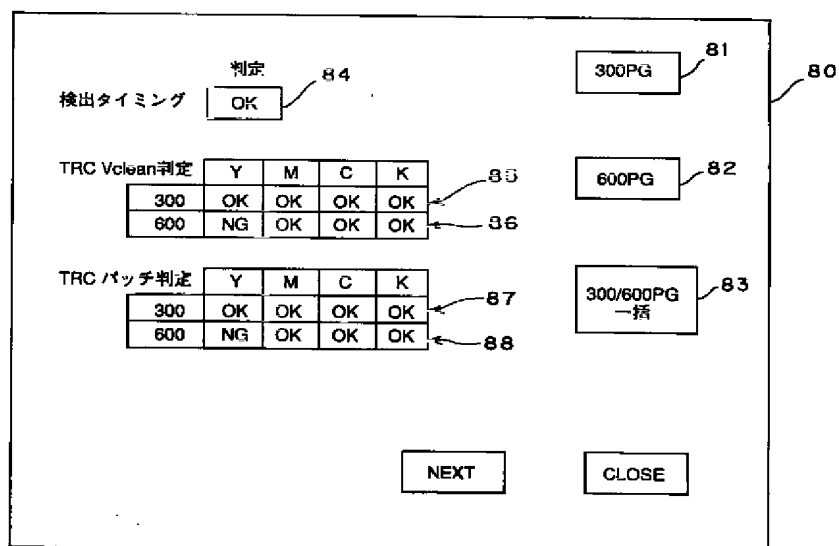 判定
84
300PG
81
80
検出タイミング
OK
TRC Vclean判定
Y M C K
600PG
82
300 OK OK OK OK
85
600 NG OK OK OK
86
TRC パッチ判定
Y M C K
300/600PG
一括
83
300 OK OK OK OK
87
600 NG OK OK OK
88
NEXT
CLOSE